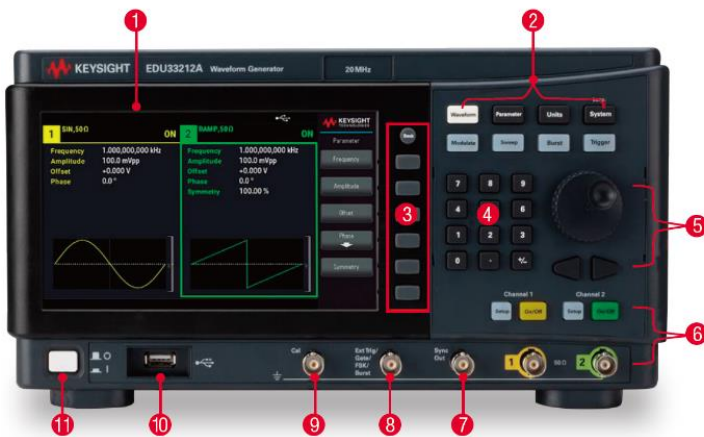 1
2
KEYSIGHT EDU33212A Waveform Generator 20 MHz
1 SIN,50Ω ON
Frequency 1.000,000,000 kHz
Amplitude 100.0 mVpp
Offset +0.000 V
Phase 0.0 °
2 RAMP,50Ω ON
Frequency 1.000,000,000 kHz
Amplitude 100.0 mVpp
Offset +0.000 V
Phase 0.0 °
Symmetry 100.00 %
KEYSIGHT
TECHNOLOGIES
Parameter
Frequency
Amplitude
Offset
Phase
Symmetry
Back
3
Waveform Parameter Units System
Modulate Sweep Burst Trigger
7 8 9
4 6
1 2 3
0 . +/-
4
5
Channel 1 Channel 2
Setup On/Off Setup On/Off
6
Cal
Ext Trig/
Gate/
FSK/
Burst
Sync
Out
1 50Ω 2
11
10
9
8
7